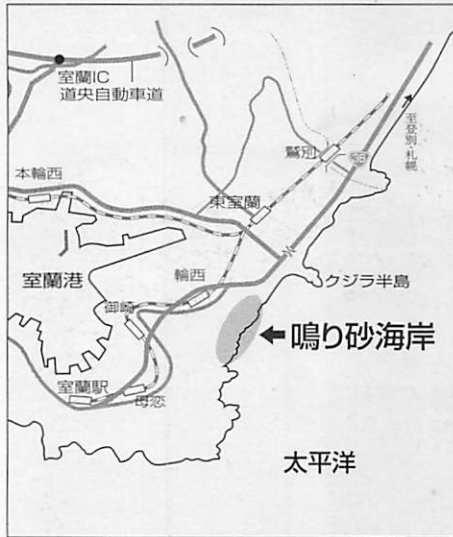 室蘭IC
道央自動車道
至登別・札幌
鷲別
36
本輪西
東室蘭
室蘭港
輪西
クジラ半島
御崎
鳴り砂海岸
室蘭駅
母恋
太平洋